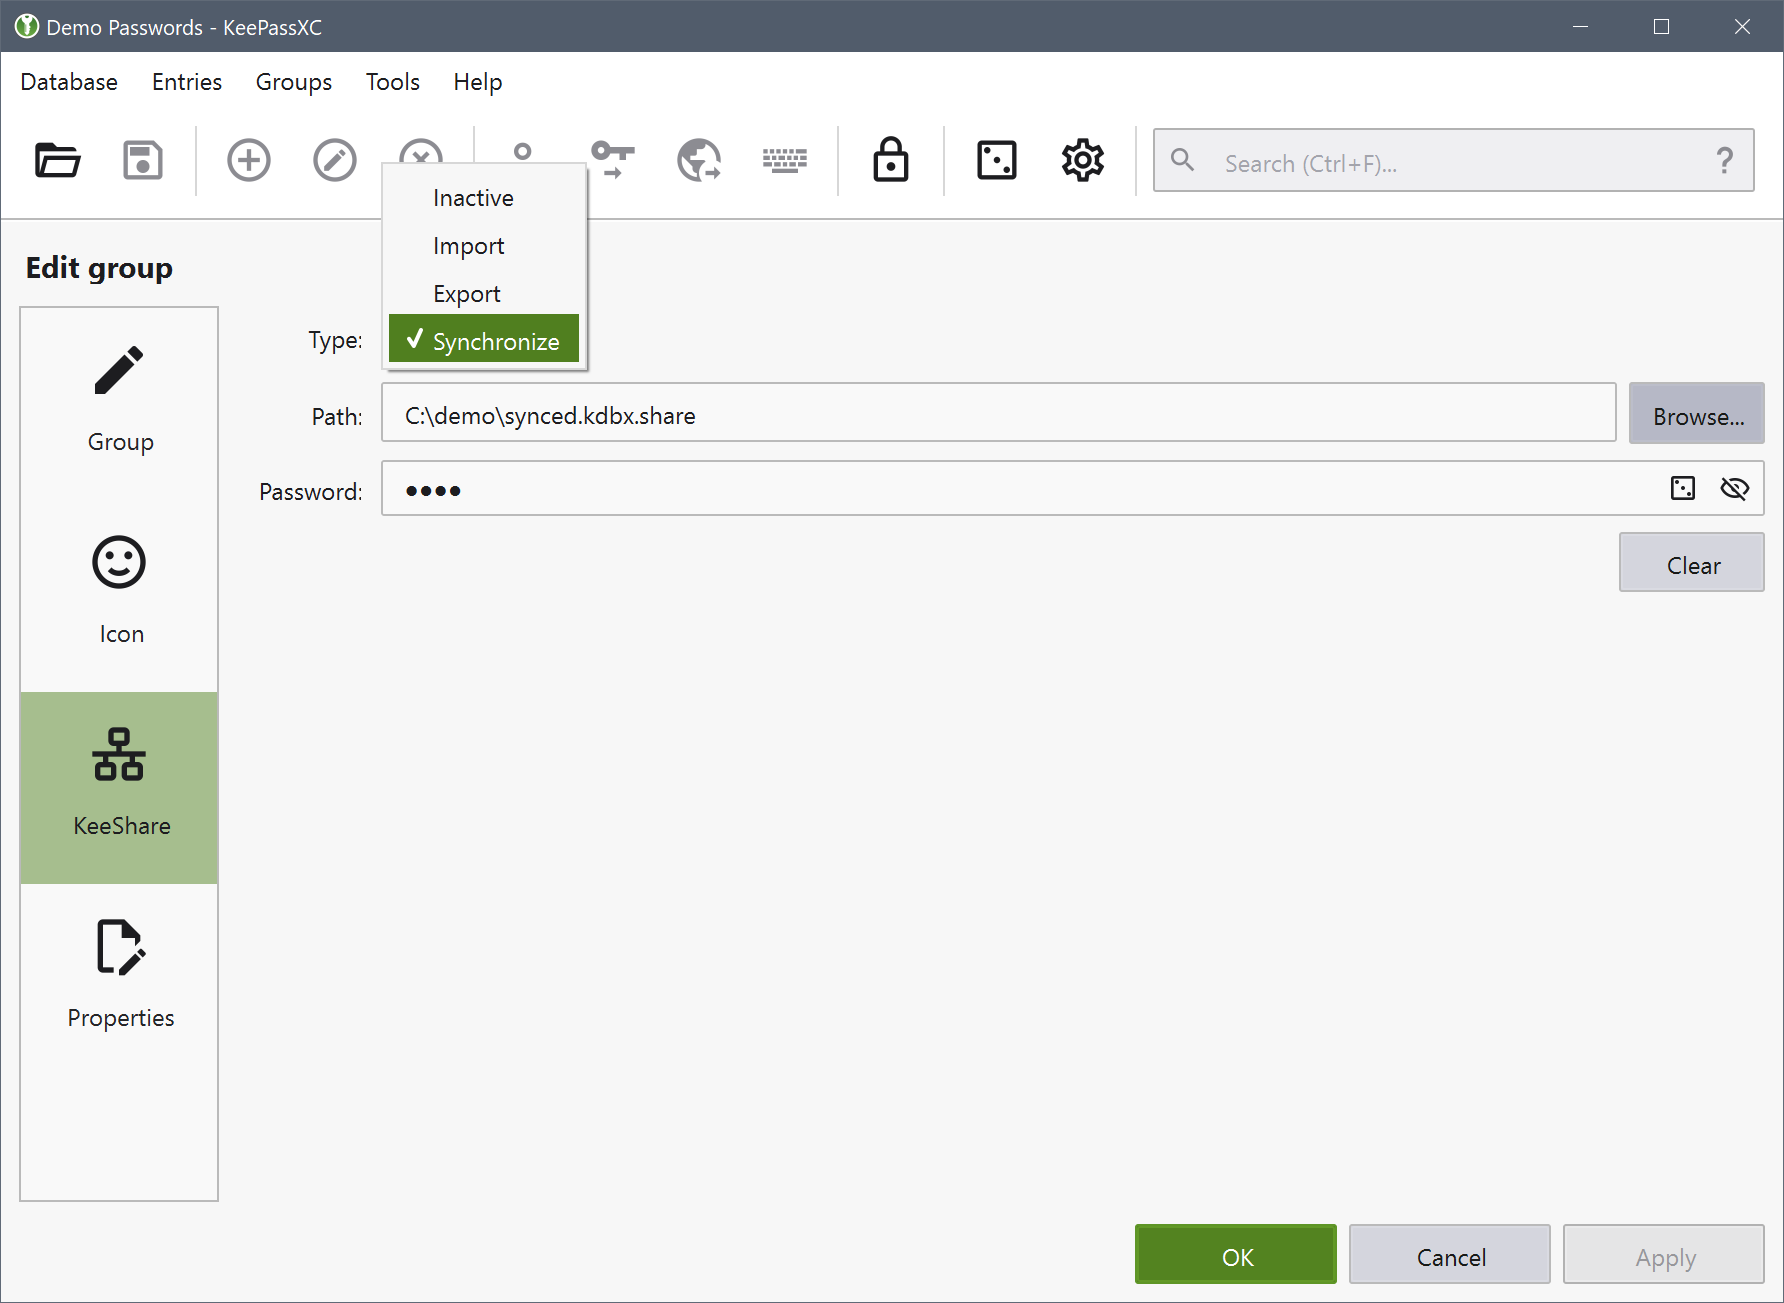 Demo Passwords - KeePassXC
Database Entries Groups Tools Help
Search (Ctrl+F)...
?
Inactive
Import
Export
Synchronize
Edit group
Group
Icon
KeeShare
Properties
Type:
Path: C:\demo\synced.kdbx.share Browse...
Password: ●●●●
Clear
OK Cancel Apply